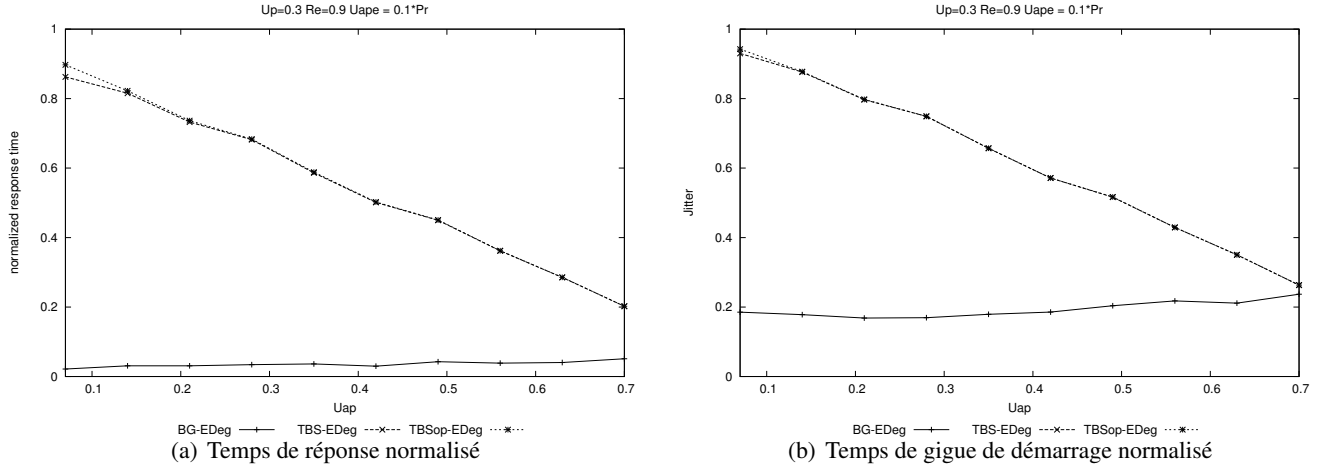 Up=0.3 Re=0.9 Uape = 0.1*Pr
1
0.8
0.6
0.4
0.2
0
normalized response time
0.1 0.2 0.3 0.4 0.5 0.6 0.7
Uap
BG-EDeg TBS-EDeg TBSop-EDeg
(a) Temps de réponse normalisé
Up=0.3 Re=0.9 Uape = 0.1*Pr
1
0.8
0.6
0.4
0.2
0
Jitter
0.1 0.2 0.3 0.4 0.5 0.6 0.7
Uap
BG-EDeg TBS-EDeg TBSop-EDeg
(b) Temps de gigue de démarrage normalisé